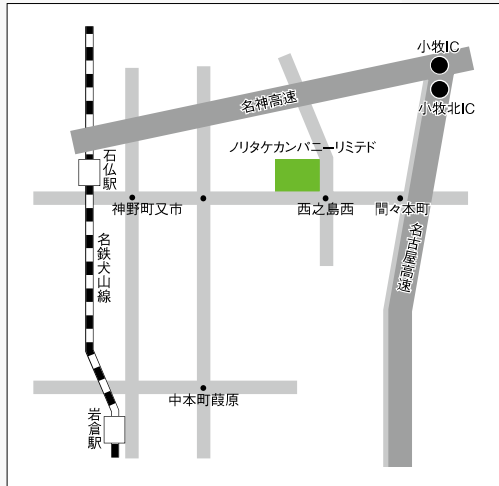 小牧IC
小牧北IC
名神高速
ノリタケカンパニーリミテド
石仏駅
神野町又市
西之島西
間々本町
名鉄犬山線
名古屋高速
中本町葭原
岩倉駅